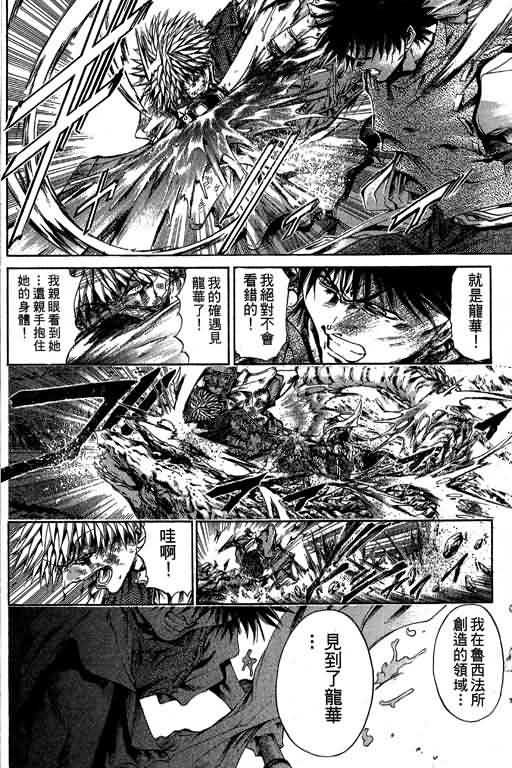 就是龍華！
我絕對不會
看錯的！
我的確遇見
龍華了！
我親眼看到她
…還親手抱住
她的身體！
哇啊！
我在魯西法所
創造的領域…
見到了龍華
…